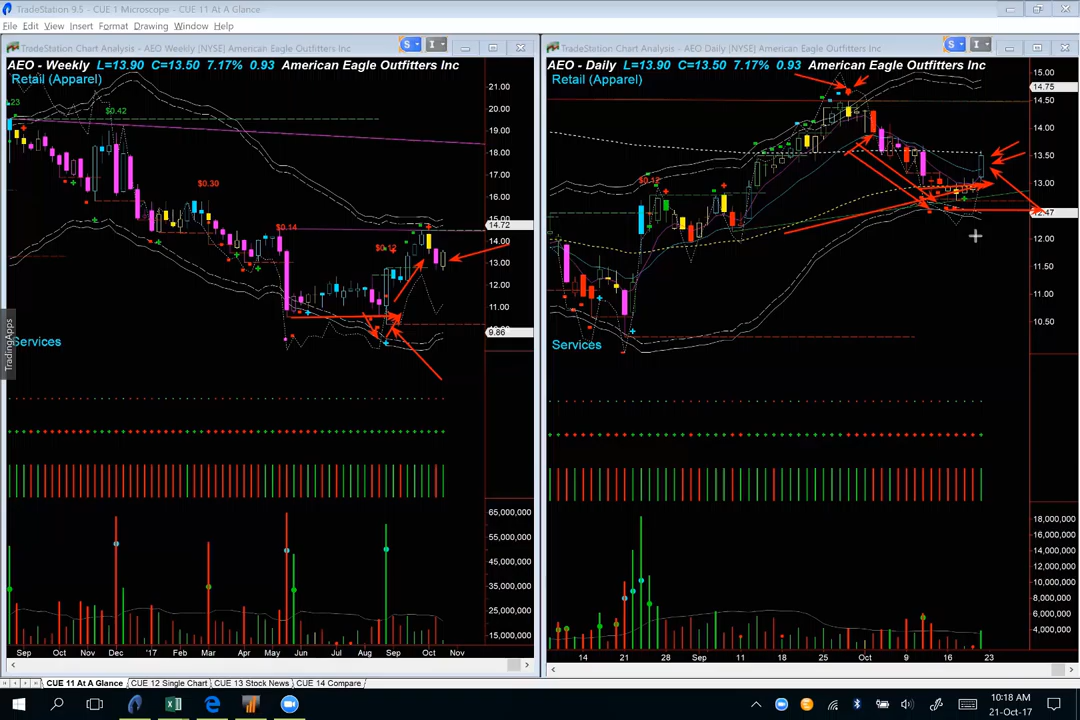 TradeStation 9.5 - CUE 1 Microscope - CUE 11 At A Glance
File Edit View Insert Format Drawing Window Help
TradeStation Chart Analysis - AEO Weekly [NYSE] American Eagle Outfitters Inc
S
I
AEO - Weekly L=13.90 C=13.50 7.17% 0.93 American Eagle Outfitters Inc
Retail (Apparel)
.23
$0.42
$0.30
$0.14
$0.12
21.00
20.00
19.00
18.00
17.00
16.00
15.00
14.72
14.00
13.00
12.00
11.00
9.86
TradingApps
Services
65,000,000
55,000,000
45,000,000
35,000,000
25,000,000
15,000,000
Sep Oct Nov Dec '17 Feb Mar Apr May Jun Jul Aug Sep Oct Nov
TradeStation Chart Analysis - AEO Daily [NYSE] American Eagle Outfitters Inc
S
I
AEO - Daily L=13.90 C=13.50 7.17% 0.93 American Eagle Outfitters Inc
Retail (Apparel)
$0.12
15.00
14.75
14.50
14.00
13.50
13.00
12.47
12.00
11.50
11.00
10.50
Services
18,000,000
16,000,000
14,000,000
12,000,000
10,000,000
8,000,000
6,000,000
4,000,000
14 21 28 Sep 11 18 25 Oct 9 16 23
CUE 11 At A Glance CUE 12 Single Chart CUE 13 Stock News CUE 14 Compare
10:18 AM
21-Oct-17